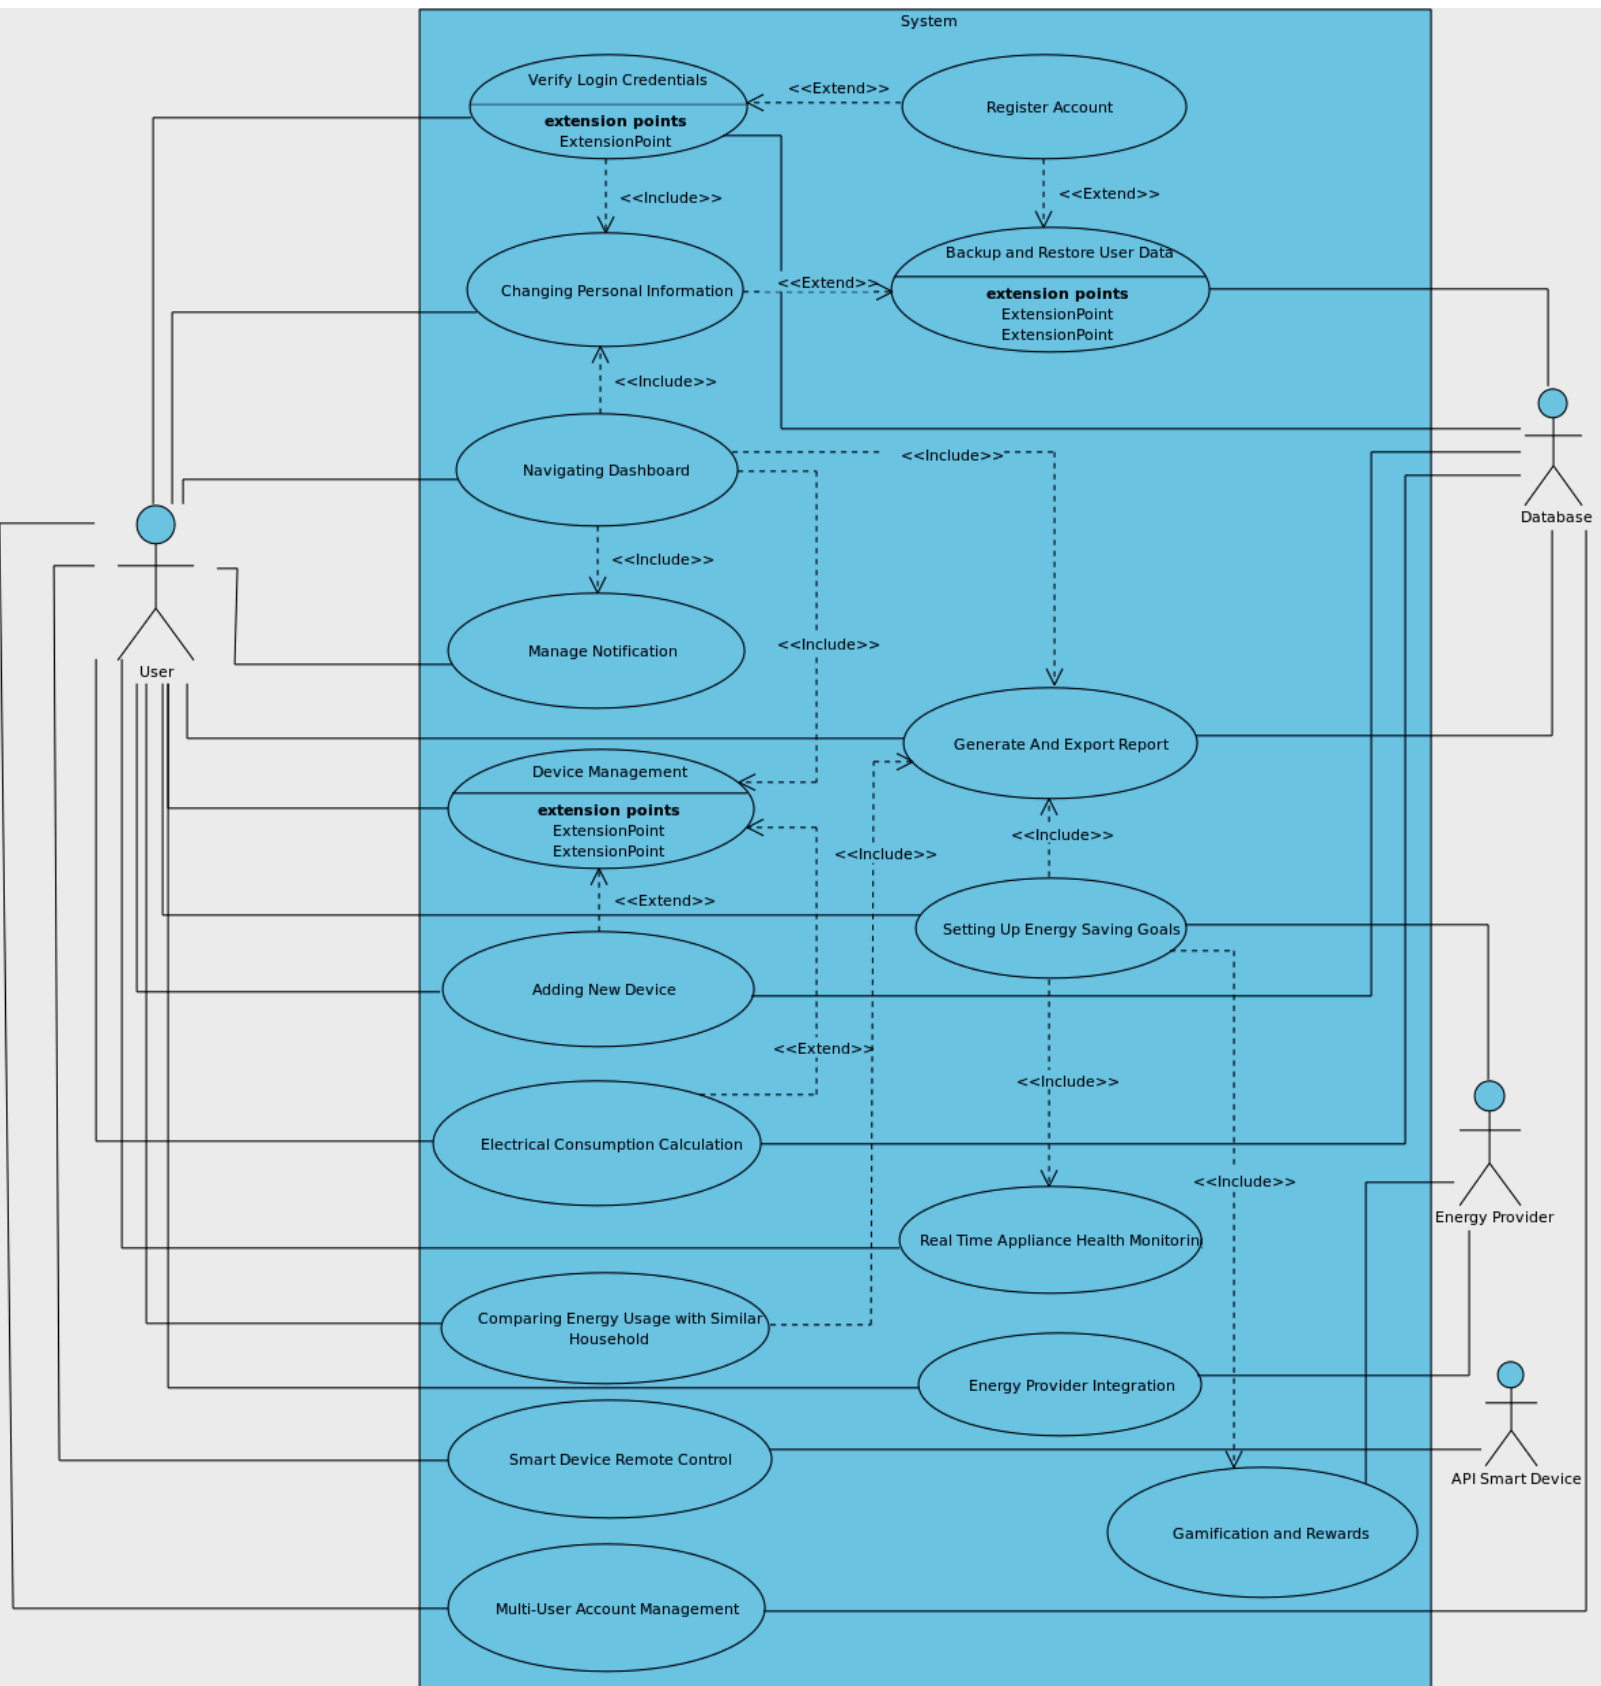 System
Verify Login Credentials
extension points
ExtensionPoint
<<Extend>>
Register Account
<<Include>>
<<Extend>>
Changing Personal Information
<<Extend>>
Backup and Restore User Data
extension points
ExtensionPoint
ExtensionPoint
<<Include>>
Navigating Dashboard
<<Include>>
Database
<<Include>>
Manage Notification
<<Include>>
User
Generate And Export Report
Device Management
extension points
ExtensionPoint
ExtensionPoint
<<Include>>
<<Include>>
<<Extend>>
Setting Up Energy Saving Goals
Adding New Device
<<Extend>>
<<Include>>
Electrical Consumption Calculation
<<Include>>
Energy Provider
Real Time Appliance Health Monitorin
Comparing Energy Usage with Similar
Household
Energy Provider Integration
Smart Device Remote Control
API Smart Device
Gamification and Rewards
Multi-User Account Management